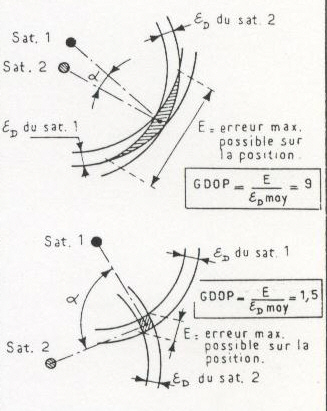 ε_D du sat. 2
Sat. 1
Sat. 2
α
ε_D du sat. 1
E = erreur max.
possible sur
la position.
GDOP = E / ε_D moy = 9
Sat. 1
ε_D du sat. 1
α
GDOP = E / ε_D moy = 1,5
Sat. 2
E = erreur max.
possible sur la
position.
ε_D du sat. 2